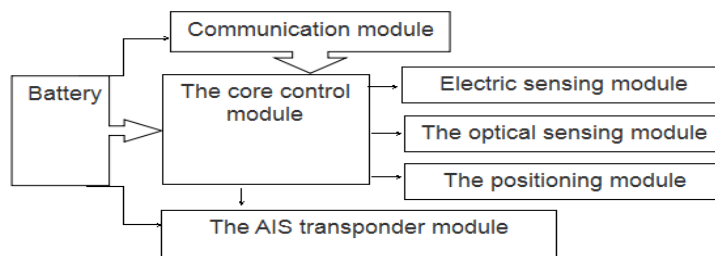 Communication module
Battery
The core control
module
Electric sensing module
The optical sensing module
The positioning module
The AIS transponder module